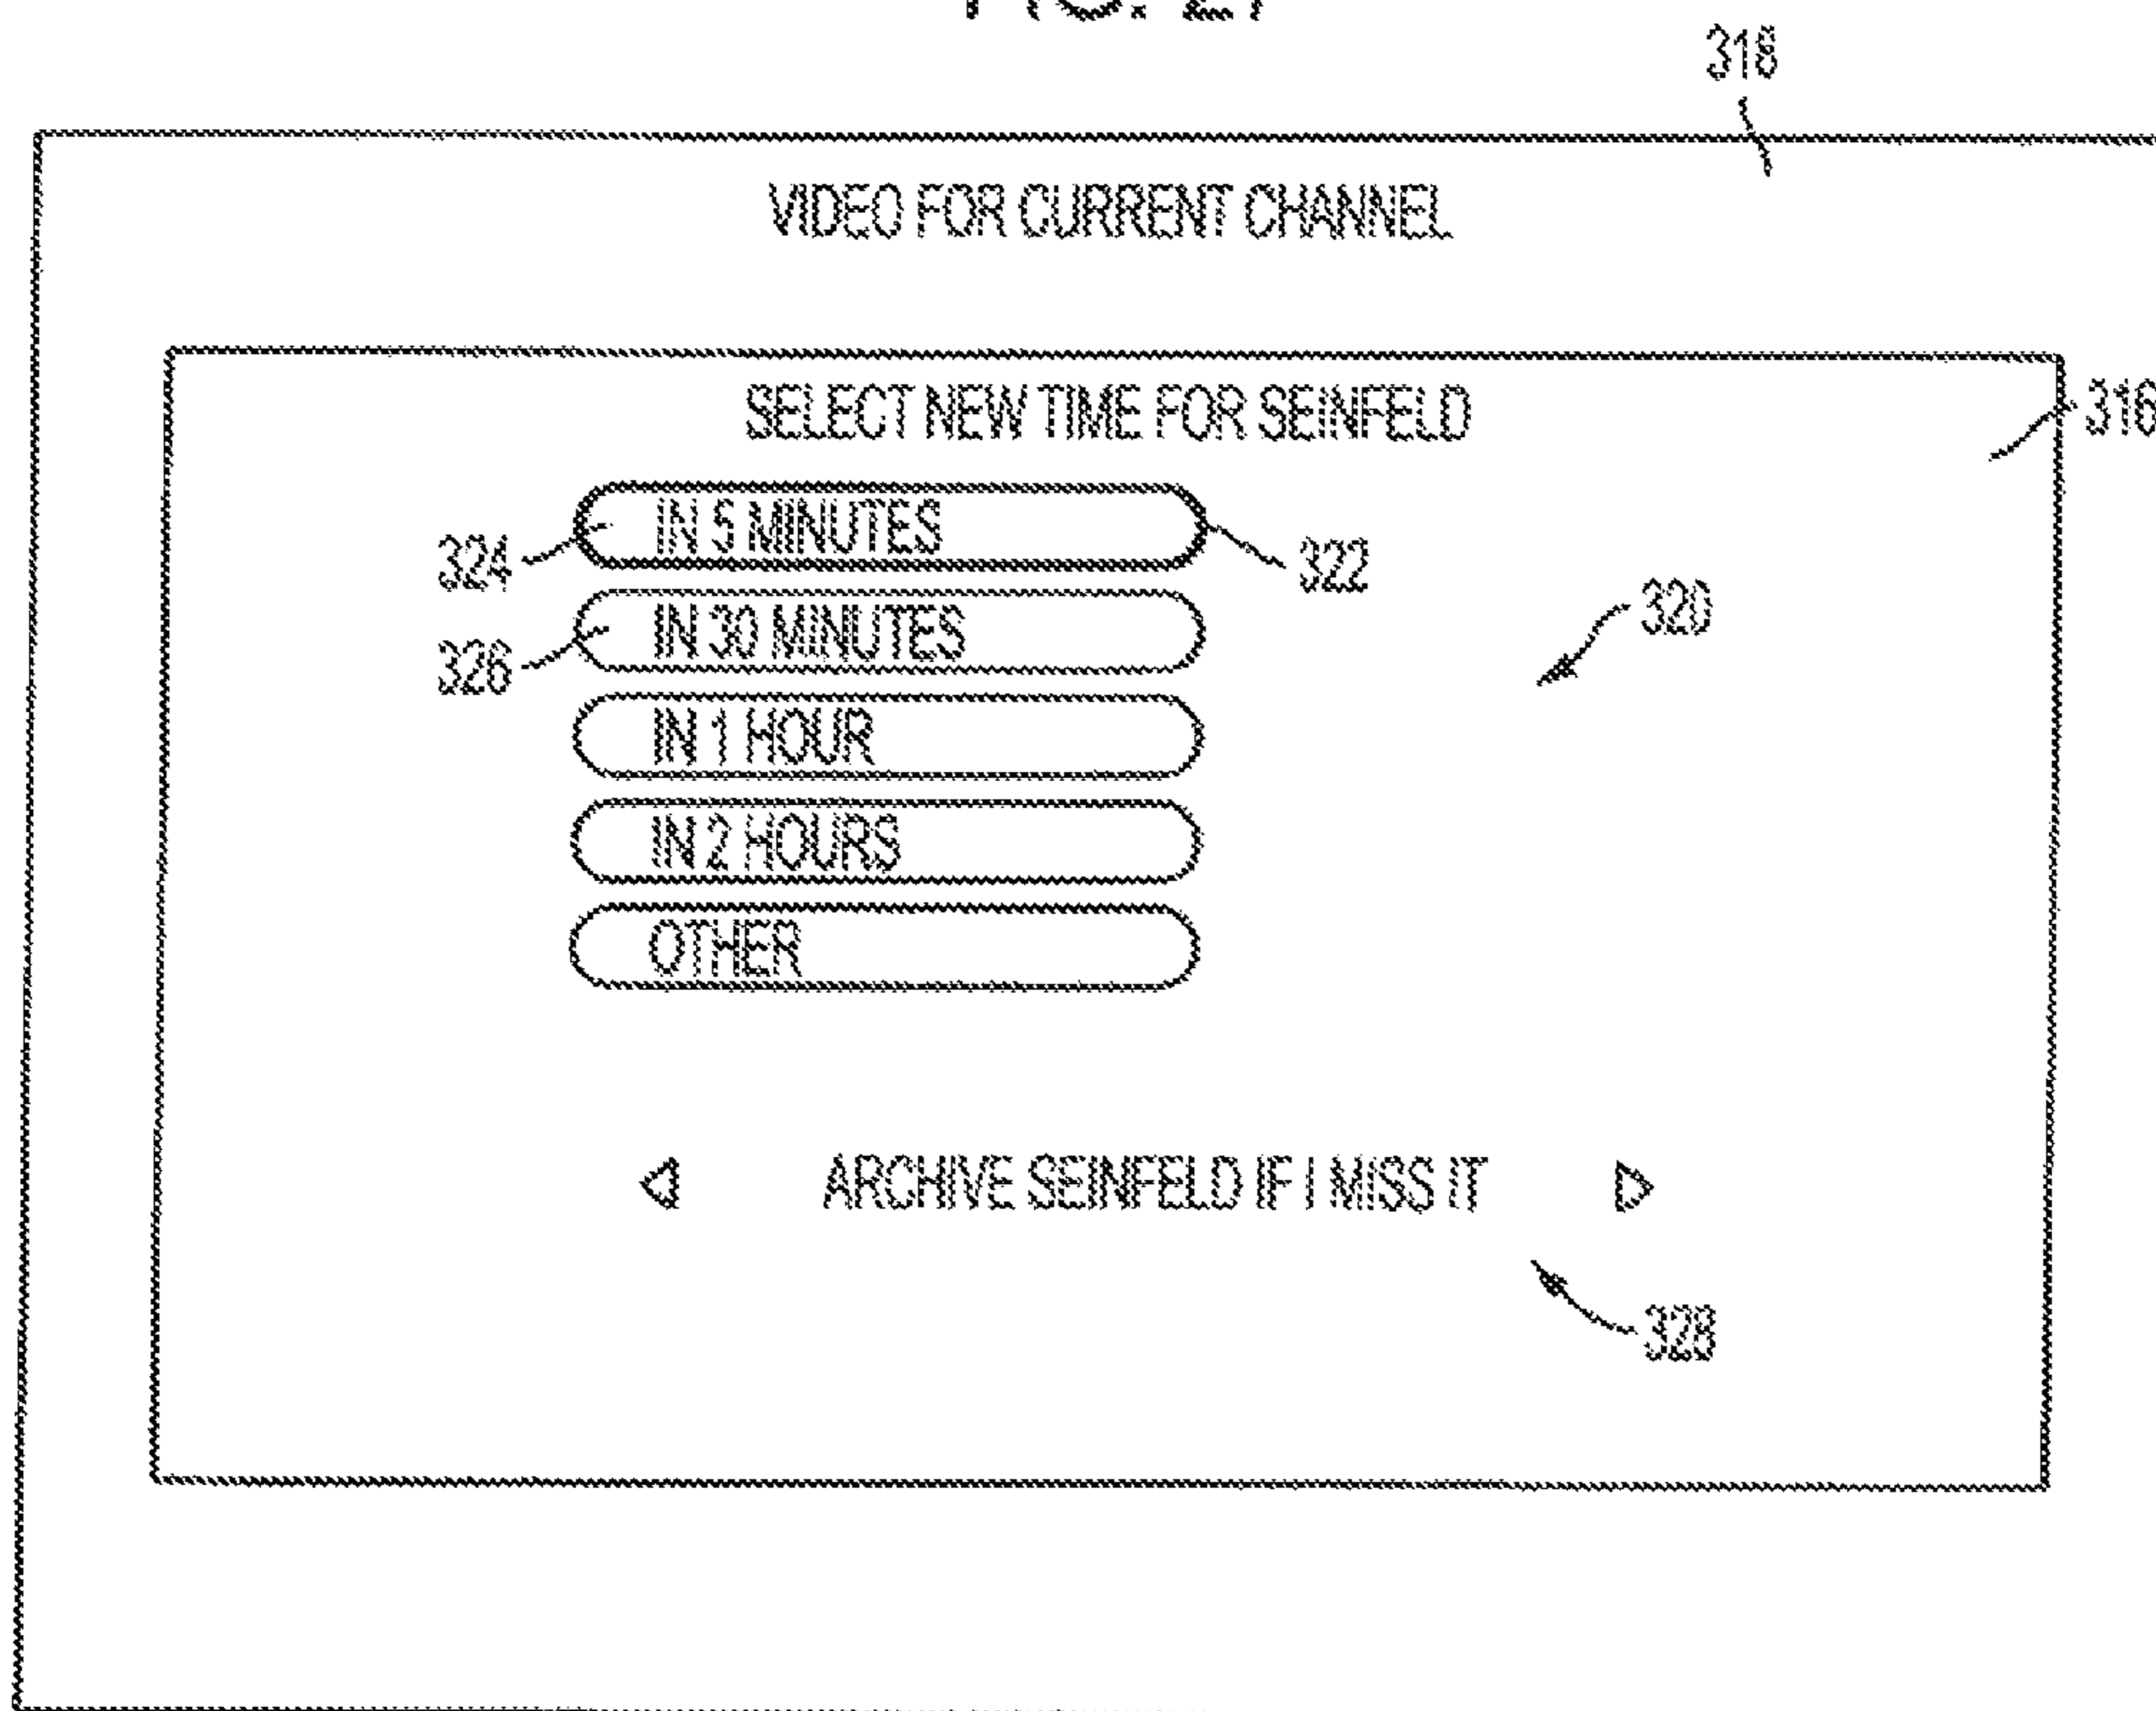 318
VIDEO FOR CURRENT CHANNEL
SELECT NEW TIME FOR SEINFELD
316
IN 5 MINUTES
324
322
IN 30 MINUTES
320
326
IN 1 HOUR
IN 2 HOURS
OTHER
ARCHIVE SEINFELD IF I MISS IT
328